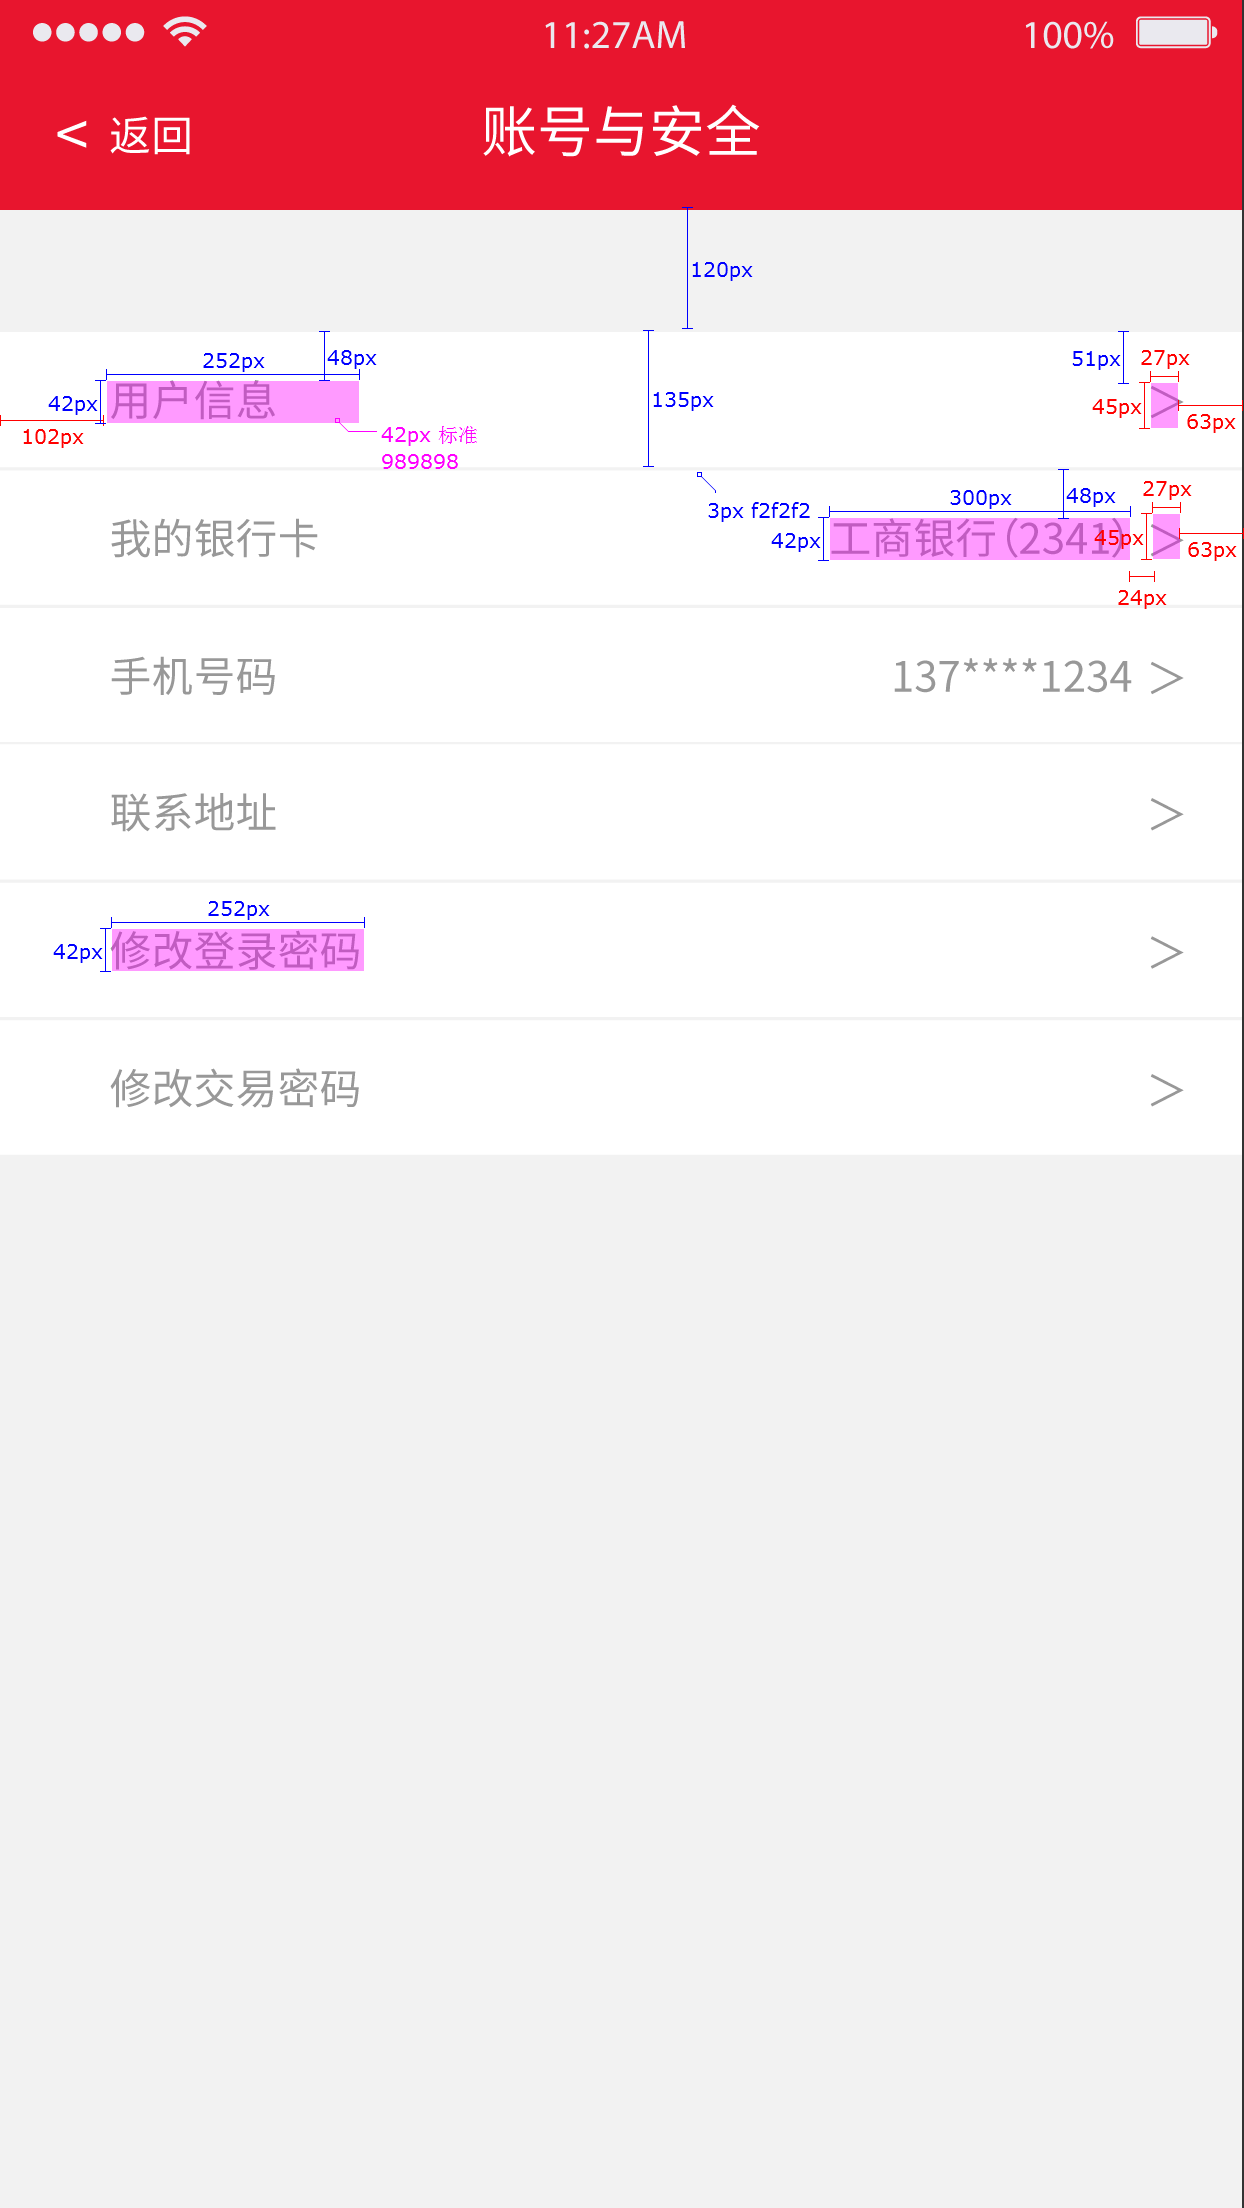 11:27AM 100%
< 返回 账号与安全
120px
252px 48px 51px 27px
42px 用户信息 135px 45px > 63px
102px 42px 标准
989898
3px f2f2f2 300px 48px 27px
我的银行卡 42px 工商银行(2341) 45px > 63px
24px
手机号码 137****1234 >
联系地址 >
252px
42px 修改登录密码 >
修改交易密码 >